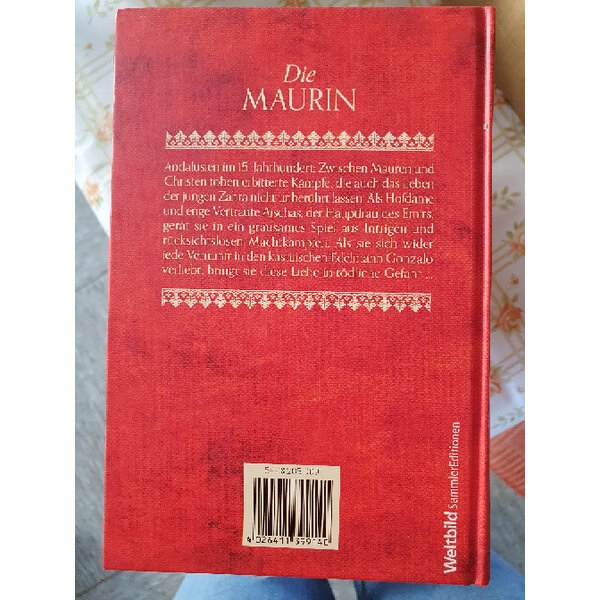 Die
MAURIN
Andalusien im 15. Jahrhundert: Zwischen Mauren und
Christen toben erbitterte Kämpfe, die auch das Leben
der jungen Zahra nicht unberührt lassen. Als Hofdame
und enge Vertraute Aischas, der Hauptfrau des Emirs,
gerät sie in ein grausames Spiel aus Intrigen und
rücksichtslosen Machtkämpfen. Als sie sich wider
jede Vernunft in den kastilischen Edelmann Gonzalo
verliebt, bringt sie diese Liebe in tödliche Gefahr ...
4 026411 399140
Weltbild SammlerEditionen